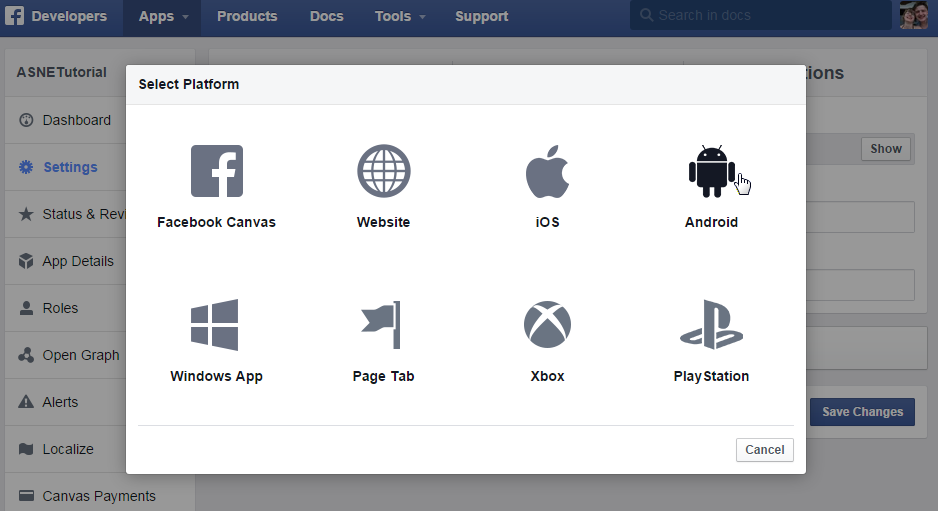 Developers Apps Products Docs Tools Support Search in docs
ASNETutorial
Dashboard
Settings
Status & Revi
App Details
Roles
Open Graph
Alerts
Localize
Canvas Payments
Select Platform
Facebook Canvas Website iOS Android
Windows App Page Tab Xbox PlayStation
Cancel
tions
Show
Save Changes